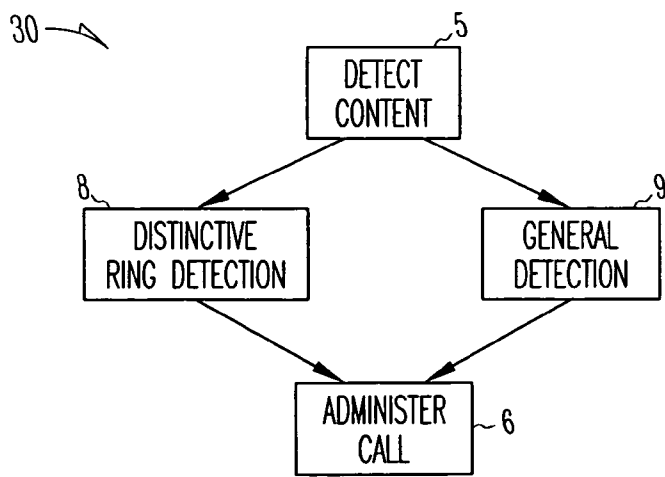 30
5
DETECT
CONTENT
8
DISTINCTIVE
RING DETECTION
9
GENERAL
DETECTION
ADMINISTER
CALL
6